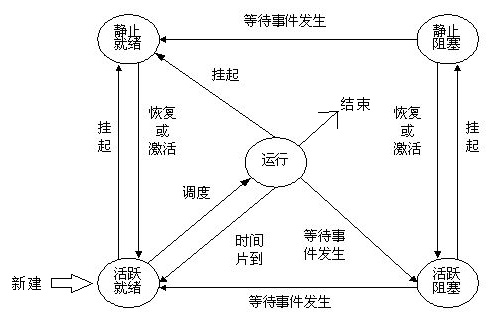 等待事件发生
静止
就绪
静止
阻塞
挂起
结束
挂
起
恢复
或
激活
恢复
或
激活
挂
起
运行
调度
时间
片到
等待事
件发生
新建
活跃
就绪
活跃
阻塞
等待事件发生